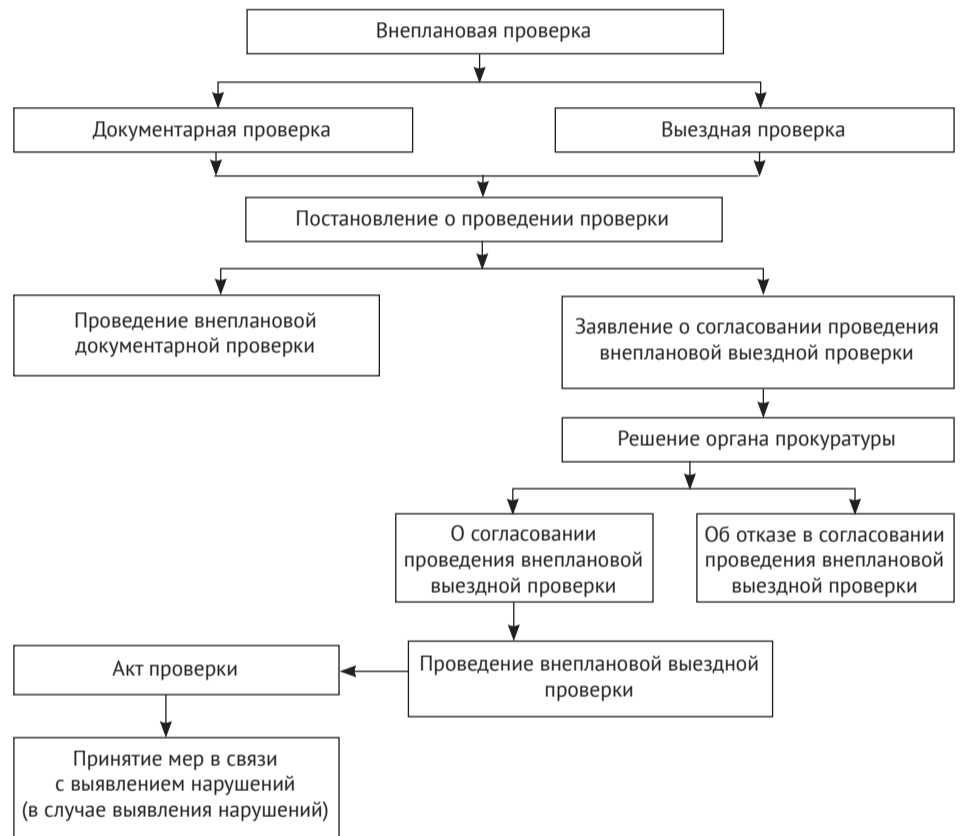 Внеплановая проверка
Документарная проверка
Выездная проверка
Постановление о проведении проверки
Проведение внеплановой
документарной проверки
Заявление о согласовании проведения
внеплановой выездной проверки
Решение органа прокуратуры
О согласовании
проведения внеплановой
выездной проверки
Об отказе в согласовании
проведения внеплановой
выездной проверки
Проведение внеплановой выездной
проверки
Акт проверки
Принятие мер в связи
с выявлением нарушений
(в случае выявления нарушений)